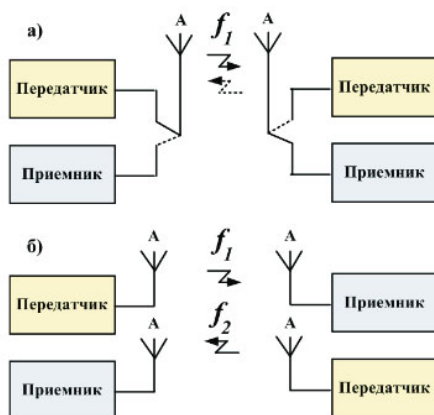 а)
А
f1
А
Передатчик
Передатчик
Приемник
Приемник
б)
А
f1
А
Передатчик
Приемник
А
f2
А
Приемник
Передатчик